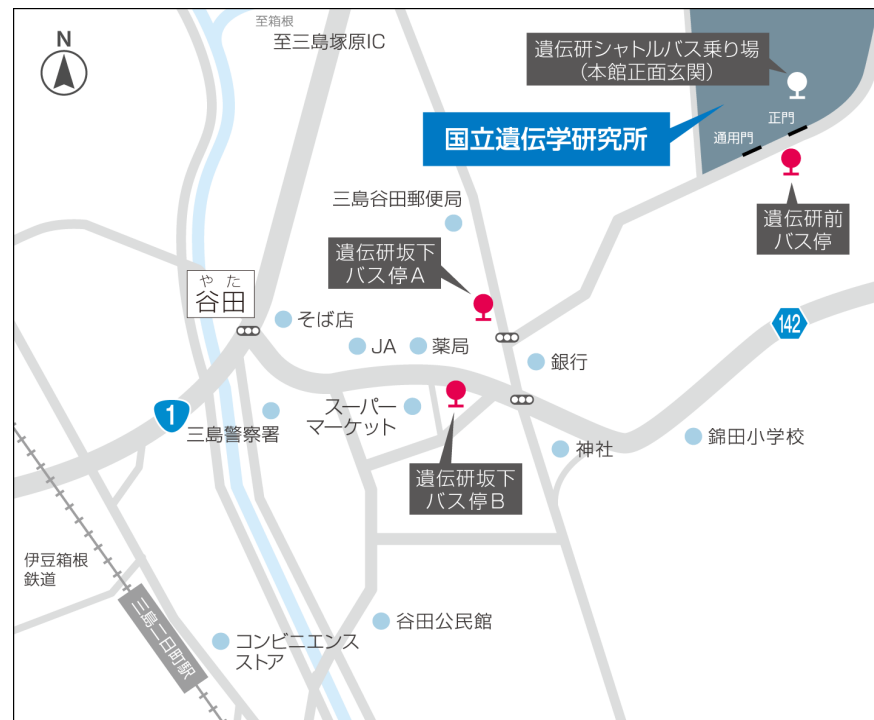 至箱根
至三島塚原IC
N
遺伝研シャトルバス乗り場
(本館正面玄関)
正門
通用門
国立遺伝学研究所
三島谷田郵便局
遺伝研前
バス停
遺伝研坂下
バス停A
やた
谷田
そば店
142
JA
薬局
銀行
1
スーパー
マーケット
三島警察署
神社
錦田小学校
遺伝研坂下
バス停B
伊豆箱根
鉄道
三島二日町駅
谷田公民館
コンビニエンス
ストア